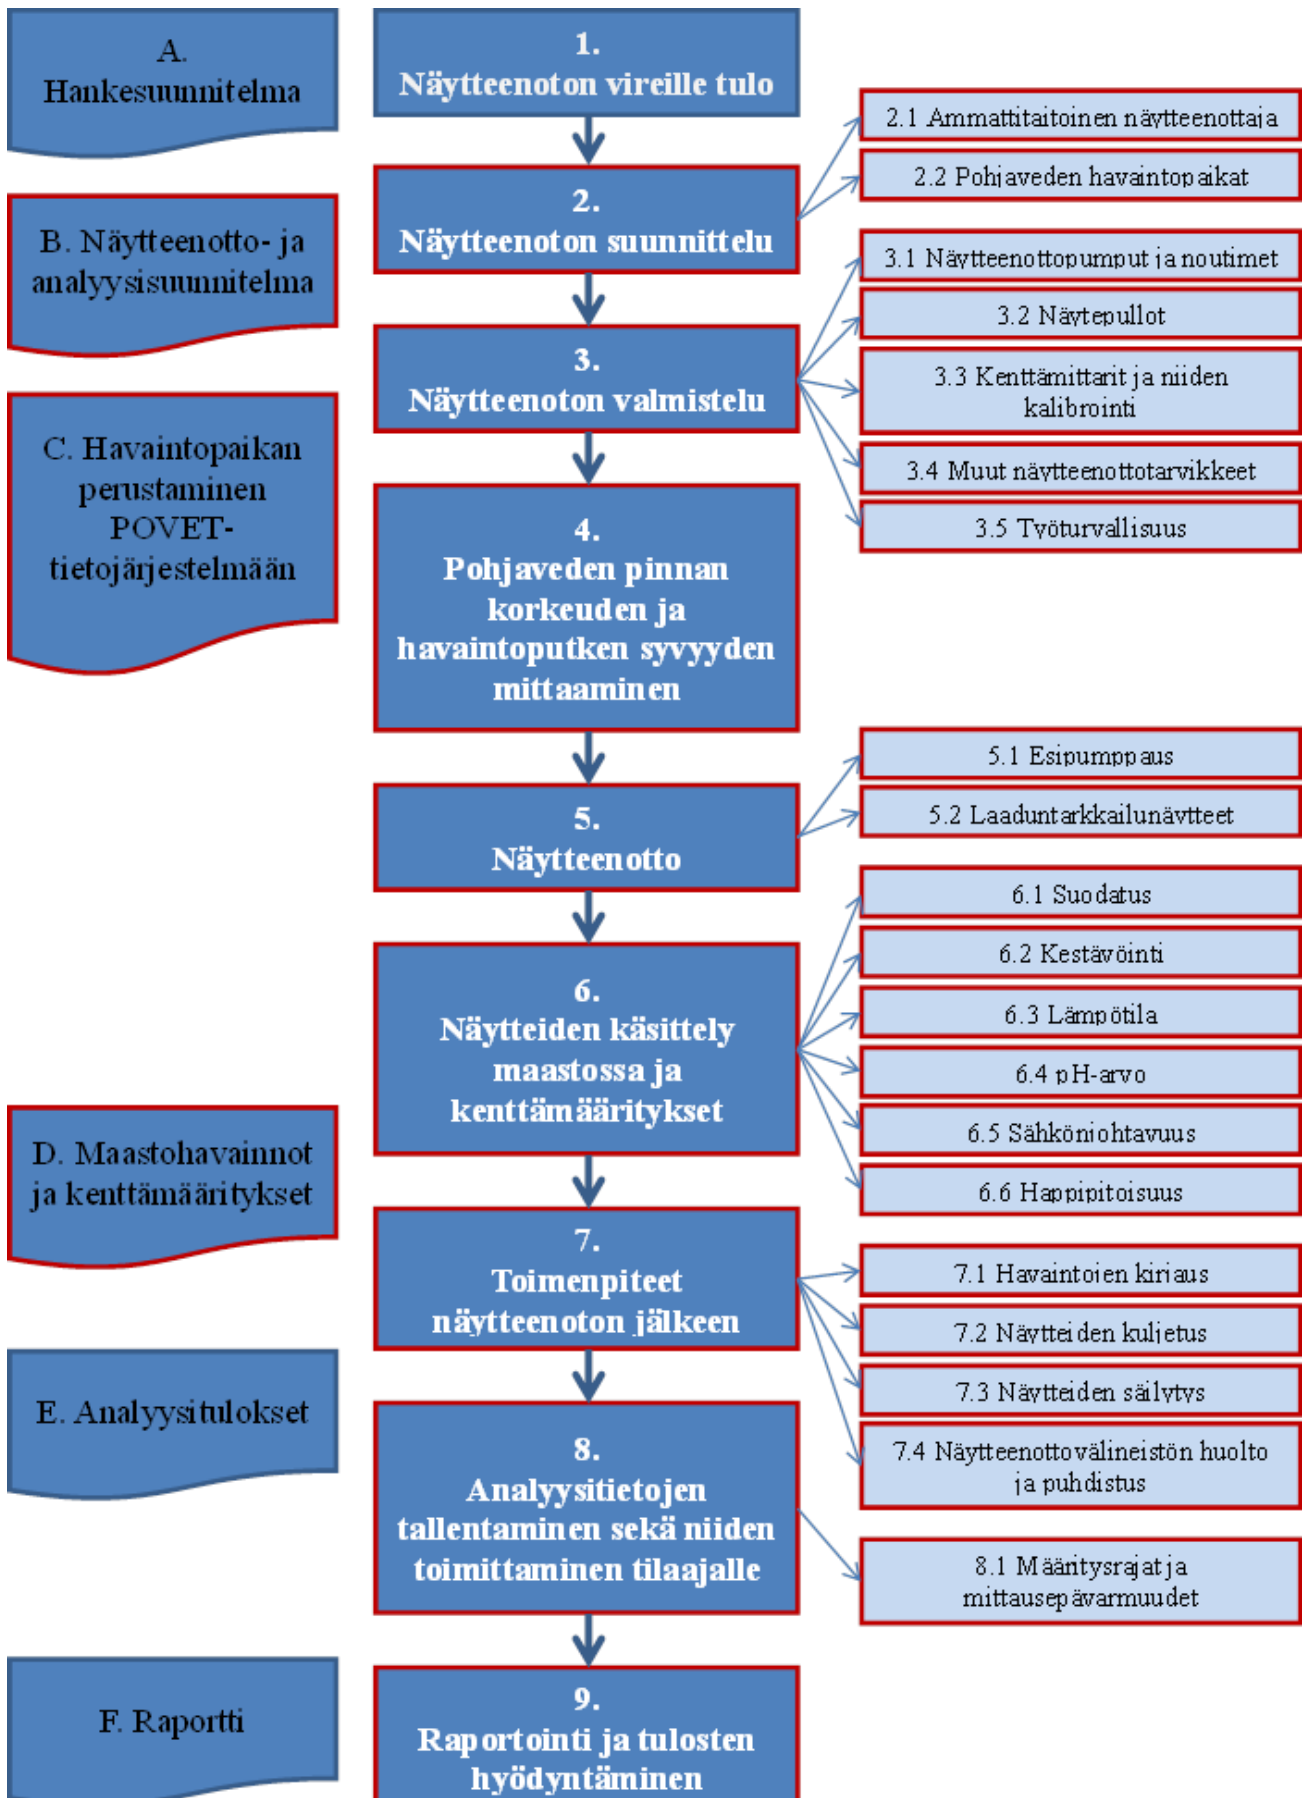 A.
Hankesuunnitelma
B. Näytteenotto- ja
analyysisuunnitelma
C. Havaintopaikan
perustaminen
POVET-
tietojärjestelmään
D. Maastohavainnot
ja kenttämääritykset
E. Analyysitulokset
F. Raportti
1.
Näytteenoton vireille tulo
2.
Näytteenoton suunnittelu
3.
Näytteenoton valmistelu
4.
Pohjaveden pinnan
korkeuden ja
havaintoputken syvyyden
mittaaminen
5.
Näytteenotto
6.
Näytteiden käsittely
maastossa ja
kenttämääritykset
7.
Toimenpiteet
näytteenoton jälkeen
8.
Analyysitietojen
tallentaminen sekä niiden
toimittaminen tilaajalle
9.
Raportointi ja tulosten
hyödyntäminen
2.1 Ammattitaitoinen näytteenottaja
2.2 Pohjaveden havaintopaikat
3.1 Näytteenottopumput ja noutimet
3.2 Näytepullot
3.3 Kenttämittarit ja niiden
kalibrointi
3.4 Muut näytteenottotarvikkeet
3.5 Työturvallisuus
5.1 Esipumppaus
5.2 Laaduntarkkailunäytteet
6.1 Suodatus
6.2 Kestävöinti
6.3 Lämpötila
6.4 pH-arvo
6.5 Sähkönjohtavuus
6.6 Happipitoisuus
7.1 Havaintojen kirjaus
7.2 Näytteiden kuljetus
7.3 Näytteiden säilytys
7.4 Näytteenottovälineistön huolto
ja puhdistus
8.1 Määritysrajat ja
mittausepävarmuudet